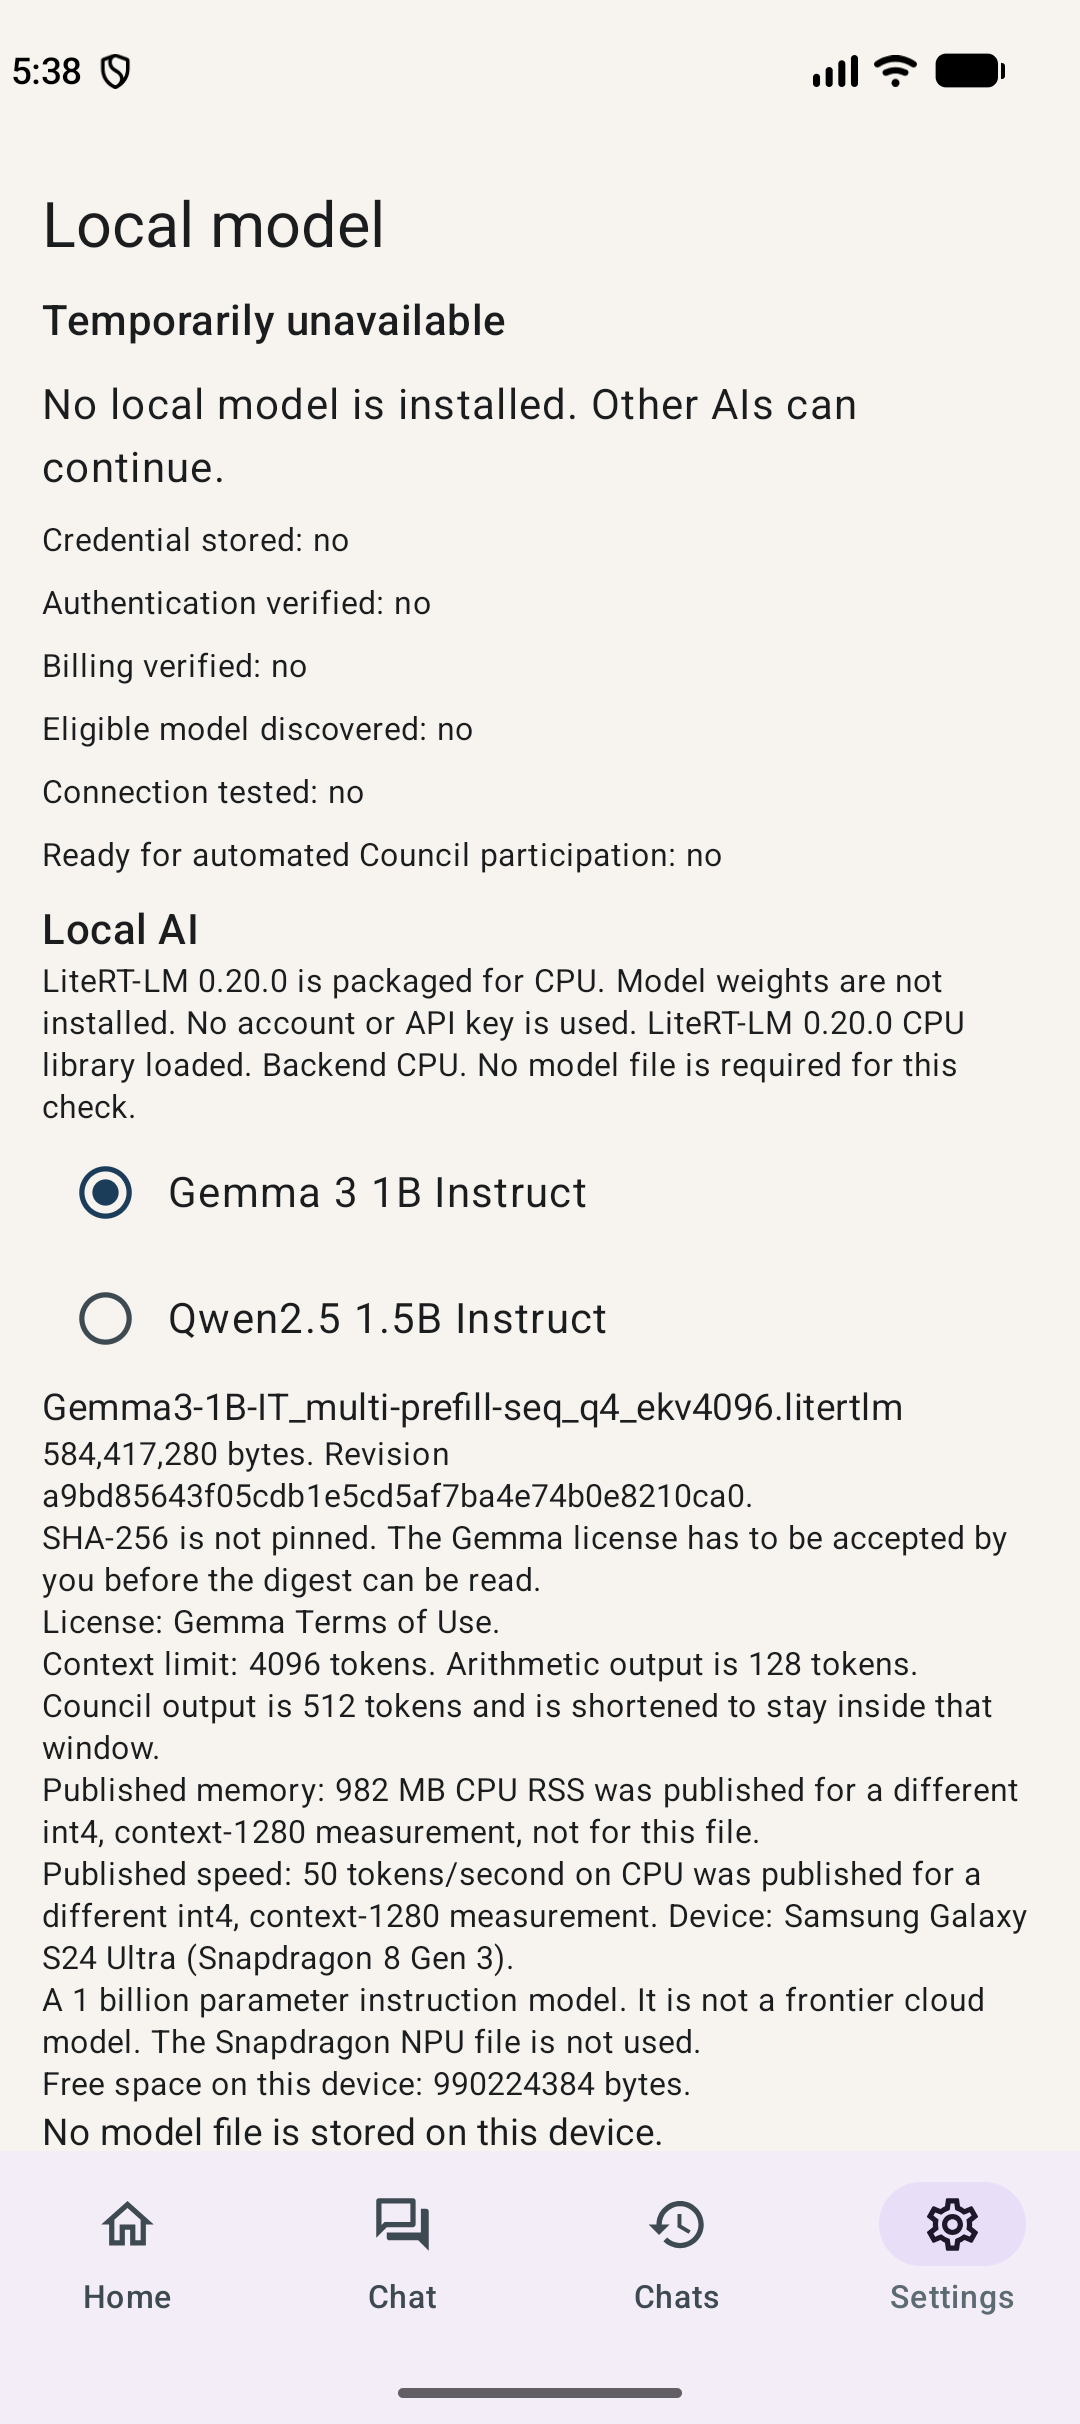 5:38
Local model
Temporarily unavailable
No local model is installed. Other AIs can
continue.
Credential stored: no
Authentication verified: no
Billing verified: no
Eligible model discovered: no
Connection tested: no
Ready for automated Council participation: no
Local AI
LiteRT-LM 0.20.0 is packaged for CPU. Model weights are not
installed. No account or API key is used. LiteRT-LM 0.20.0 CPU
library loaded. Backend CPU. No model file is required for this
check.
Gemma 3 1B Instruct
Qwen2.5 1.5B Instruct
Gemma3-1B-IT_multi-prefill-seq_q4_ekv4096.litertlm
584,417,280 bytes. Revision
a9bd85643f05cdb1e5cd5af7ba4e74b0e8210ca0.
SHA-256 is not pinned. The Gemma license has to be accepted by
you before the digest can be read.
License: Gemma Terms of Use.
Context limit: 4096 tokens. Arithmetic output is 128 tokens.
Council output is 512 tokens and is shortened to stay inside that
window.
Published memory: 982 MB CPU RSS was published for a different
int4, context-1280 measurement, not for this file.
Published speed: 50 tokens/second on CPU was published for a
different int4, context-1280 measurement. Device: Samsung Galaxy
S24 Ultra (Snapdragon 8 Gen 3).
A 1 billion parameter instruction model. It is not a frontier cloud
model. The Snapdragon NPU file is not used.
Free space on this device: 990224384 bytes.
No model file is stored on this device.
Home
Chat
Chats
Settings